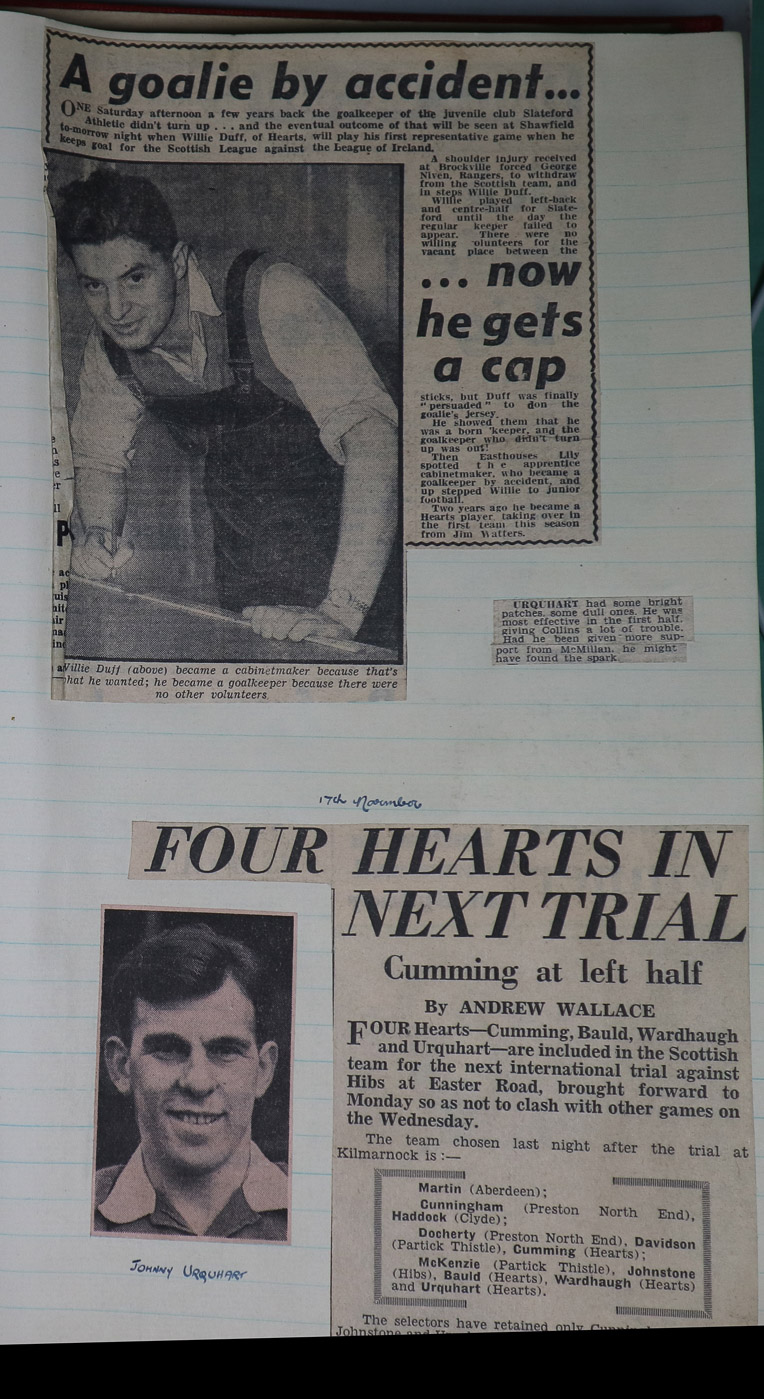 A goalie by accident...
ONE Saturday afternoon a few years back the goalkeeper of the juvenile club Slateford
Athletic didn't turn up . . . and the eventual outcome of that will be seen at Shawfield
to-morrow night when Willie Duff, of Hearts, will play his first representative game when he
keeps goal for the Scottish League against the League of Ireland.
A shoulder injury received
at Brockville forced George
Niven, Rangers, to withdraw
from the Scottish team, and
in steps Willie Duff.
Willie played left-back
and centre-half for Slate-
ford until the day the
regular keeper failed to
appear. There were no
willing olunteers for the
vacant place between the
... now
he gets
a cap
sticks, but Duff was finally
"persuaded" to don the
goalie's jersey.
He showed them that he
was a born 'keeper, and the
goalkeeper who didn't turn
up was out!
Then Easthouses Lily
spotted the apprentice
cabinetmaker, who became a
goalkeeper by accident, and
up stepped Willie to junior
football.
Two years ago he became a
Hearts player, taking over in
the first team this season
from Jim Watters.
Willie Duff (above) became a cabinetmaker because that's
hat he wanted; he became a goalkeeper because there were
no other volunteers
URQUHART had some bright
patches, some dull ones. He was
most effective in the first half,
giving Collins a lot of trouble.
Had he been given more sup-
port from McMillan, he might
have found the spark.
17th November
FOUR HEARTS IN
NEXT TRIAL
Cumming at left half
By ANDREW WALLACE
FOUR Hearts—Cumming, Bauld, Wardhaugh
and Urquhart—are included in the Scottish
team for the next international trial against
Hibs at Easter Road, brought forward to
Monday so as not to clash with other games on
the Wednesday.
The team chosen last night after the trial at
Kilmarnock is :—
Martin (Aberdeen);
Cunningham (Preston North End),
Haddock (Clyde);
Docherty (Preston North End), Davidson
(Partick Thistle), Cumming (Hearts);
McKenzie (Partick Thistle), Johnstone
(Hibs), Bauld (Hearts), Wardhaugh (Hearts)
and Urquhart (Hearts).
The selectors have retained only
Johnstone and
JOHNNY URQUHART